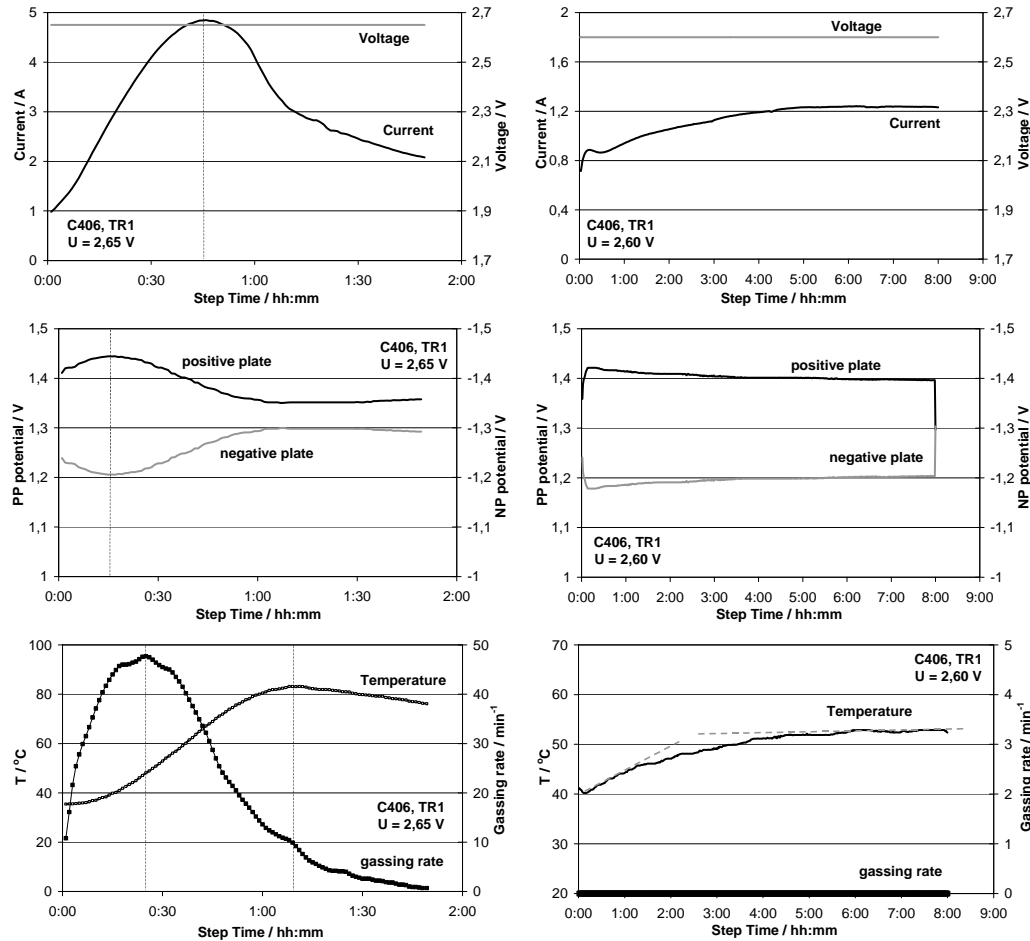 5
4
3
2
1
0
Current / A
2,7
2,5
2,3
2,1
1,9
1,7
Voltage / V
Voltage
Current
C406, TR1
U = 2,65 V
0:00
0:30
1:00
1:30
2:00
Step Time / hh:mm
2
1,6
1,2
0,8
0,4
0
Current / A
2,7
2,5
2,3
2,1
1,9
1,7
Voltage / V
Voltage
Current
C406, TR1
U = 2,60 V
0:00
1:00
2:00
3:00
4:00
5:00
6:00
7:00
8:00
9:00
Step Time / hh:mm
1,5
1,4
1,3
1,2
1,1
1
PP potential / V
-1,5
-1,4
-1,3
-1,2
-1,1
-1
NP potential / V
C406, TR1
U = 2,65 V
positive plate
negative plate
0:00
0:30
1:00
1:30
2:00
Step Time / hh:mm
1,5
1,4
1,3
1,2
1,1
1
PP potential / V
-1,5
-1,4
-1,3
-1,2
-1,1
-1
NP potential / V
positive plate
negative plate
C406, TR1
U = 2,60 V
0:00
1:00
2:00
3:00
4:00
5:00
6:00
7:00
8:00
9:00
Step Time / hh:mm
100
80
60
40
20
0
T / °C
50
40
30
20
10
0
Gassing rate / min⁻¹
Temperature
C406, TR1
U = 2,65 V
gassing rate
0:00
0:30
1:00
1:30
2:00
Step Time / hh:mm
70
60
50
40
30
20
T / °C
5
4
3
2
1
0
Gassing rate / min⁻¹
C406, TR1
U = 2,60 V
Temperature
gassing rate
0:00
1:00
2:00
3:00
4:00
5:00
6:00
7:00
8:00
9:00
Step Time / hh:mm